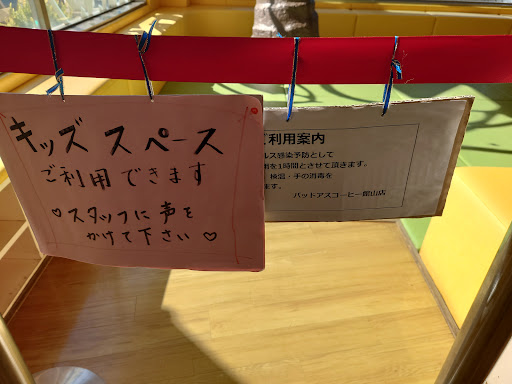 キッズスペース
ご利用できます
♡スタッフに声を
かけて下さい♡
ご利用案内
ルス感染予防として
を1時間とさせて頂きます。
検温・手の消毒を
ます。
バッドアスコーヒー館山店